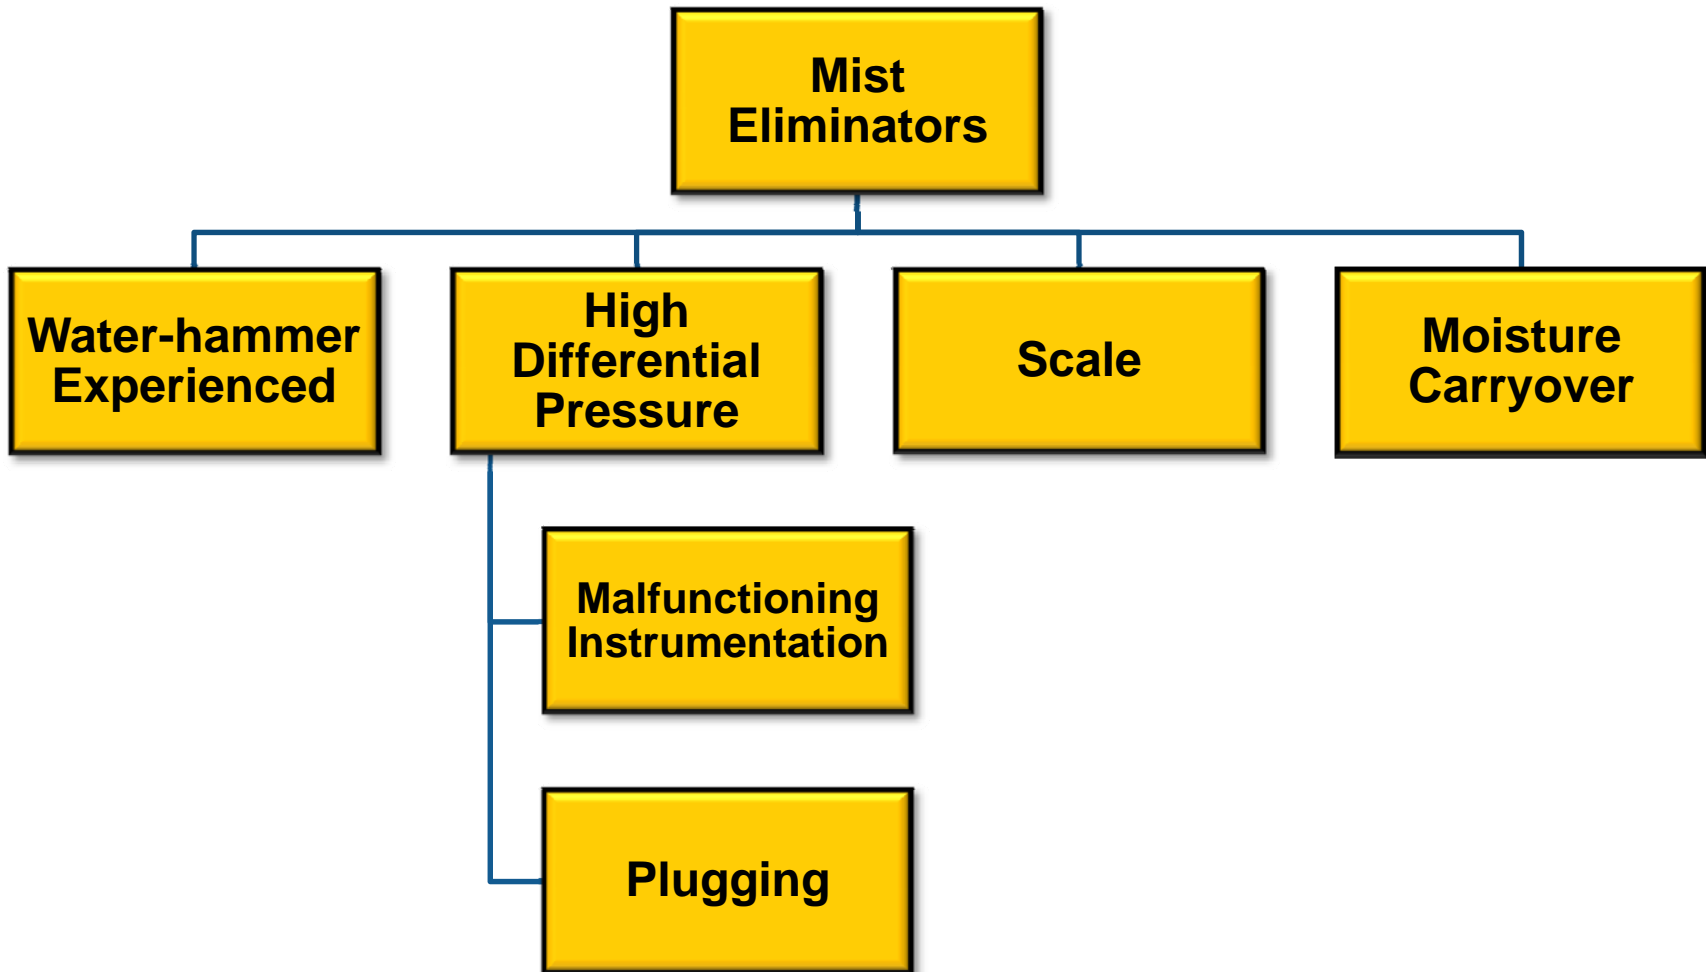 Mist
Eliminators
Water-hammer
Experienced
High
Differential
Pressure
Scale
Moisture
Carryover
Malfunctioning
Instrumentation
Plugging